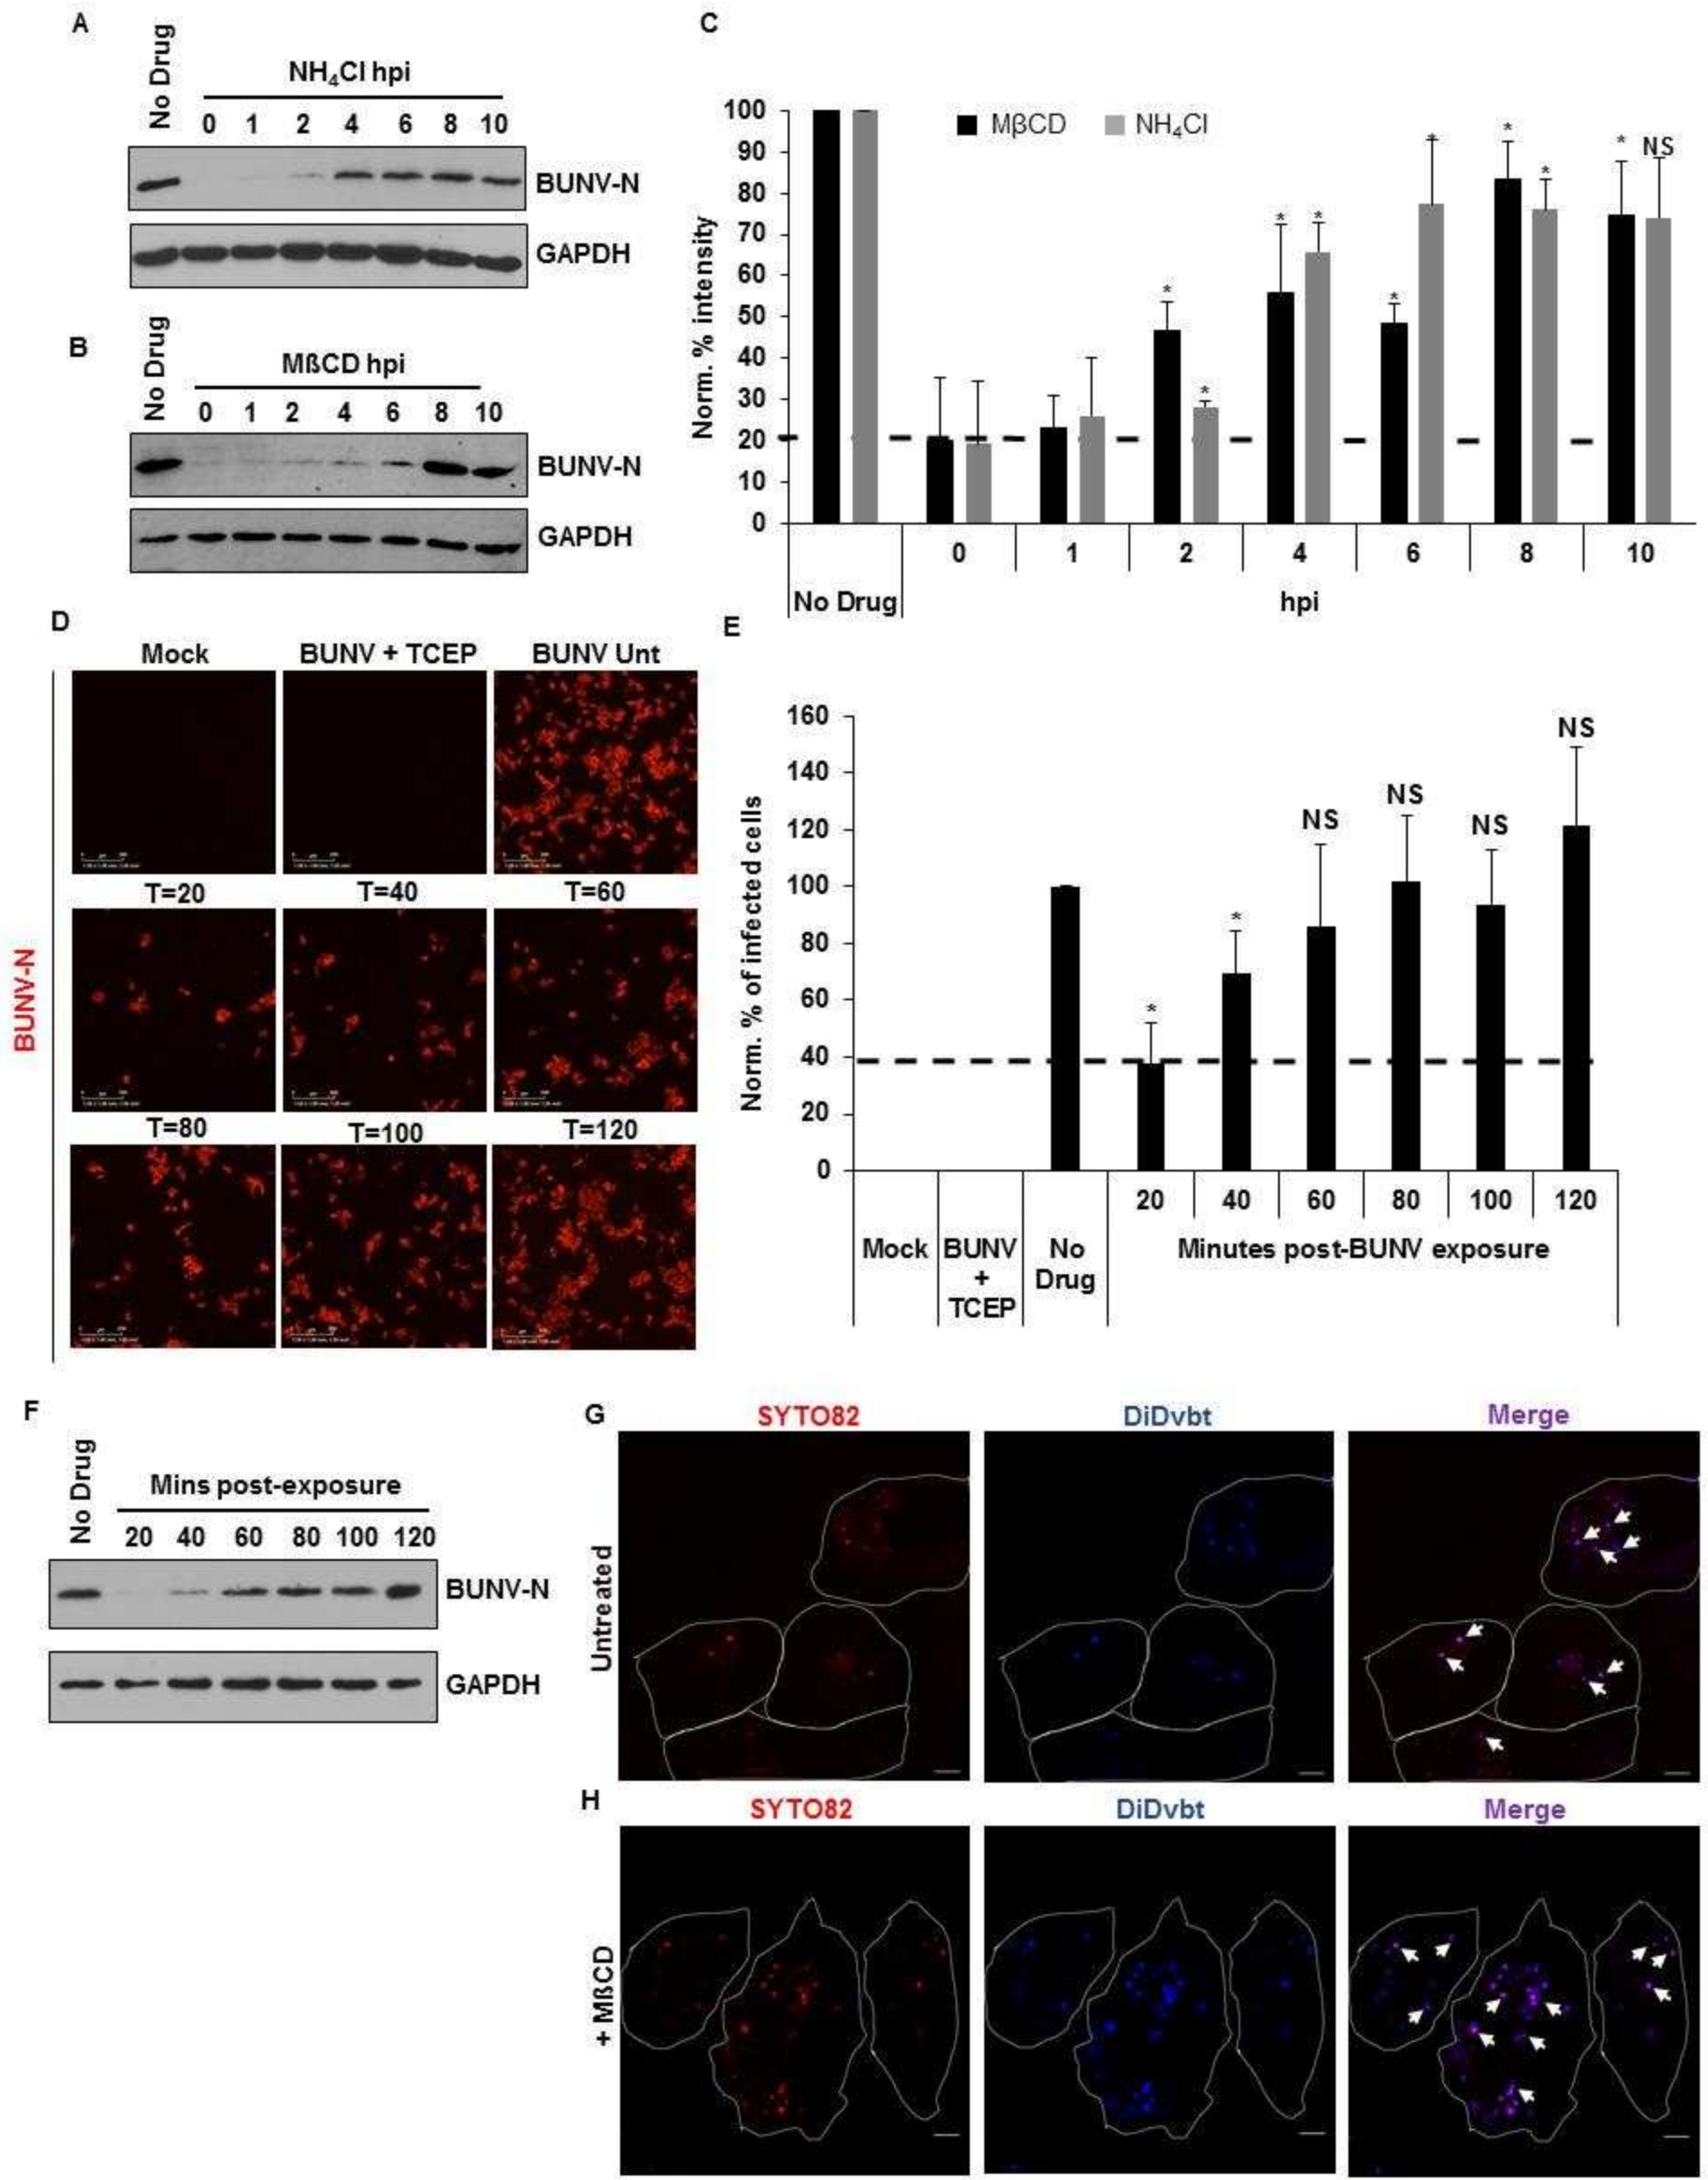 A
No Drug
NH₄Cl hpi
0 1 2 4 6 8 10
BUNV-N
GAPDH
B
No Drug
MßCD hpi
0 1 2 4 6 8 10
BUNV-N
GAPDH
C
Norm. % intensity
100
90
80
70
60
50
40
30
20
10
0
MβCD NH₄Cl
* * * * * * * * * NS
0 1 2 4 6 8 10
No Drug hpi
D
BUNV-N
Mock BUNV + TCEP BUNV Unt
T=20 T=40 T=60
T=80 T=100 T=120
E
Norm. % of infected cells
160
140
120
100
80
60
40
20
0
* * NS NS NS NS
20 40 60 80 100 120
Mock BUNV + TCEP No Drug Minutes post-BUNV exposure
F
No Drug
Mins post-exposure
20 40 60 80 100 120
BUNV-N
GAPDH
G
SYTO82 DiDvbt Merge
Untreated
H
SYTO82 DiDvbt Merge
+ MßCD